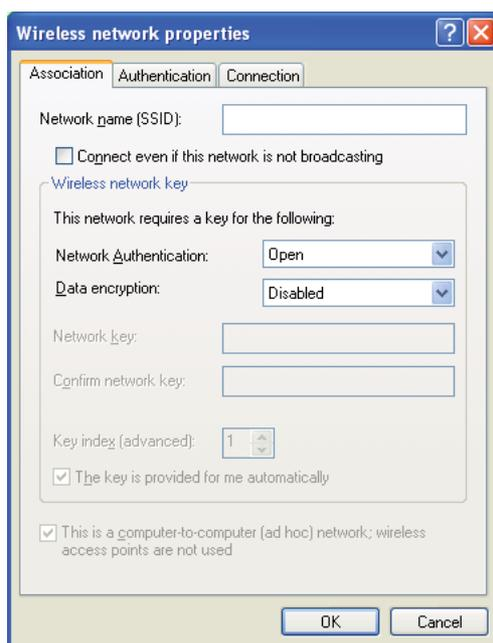 Wireless network properties
Association Authentication Connection
Network name (SSID):
Connect even if this network is not broadcasting
Wireless network key
This network requires a key for the following:
Network Authentication: Open
Data encryption: Disabled
Network key:
Confirm network key:
Key index (advanced): 1
The key is provided for me automatically
This is a computer-to-computer (ad hoc) network; wireless
access points are not used
OK Cancel